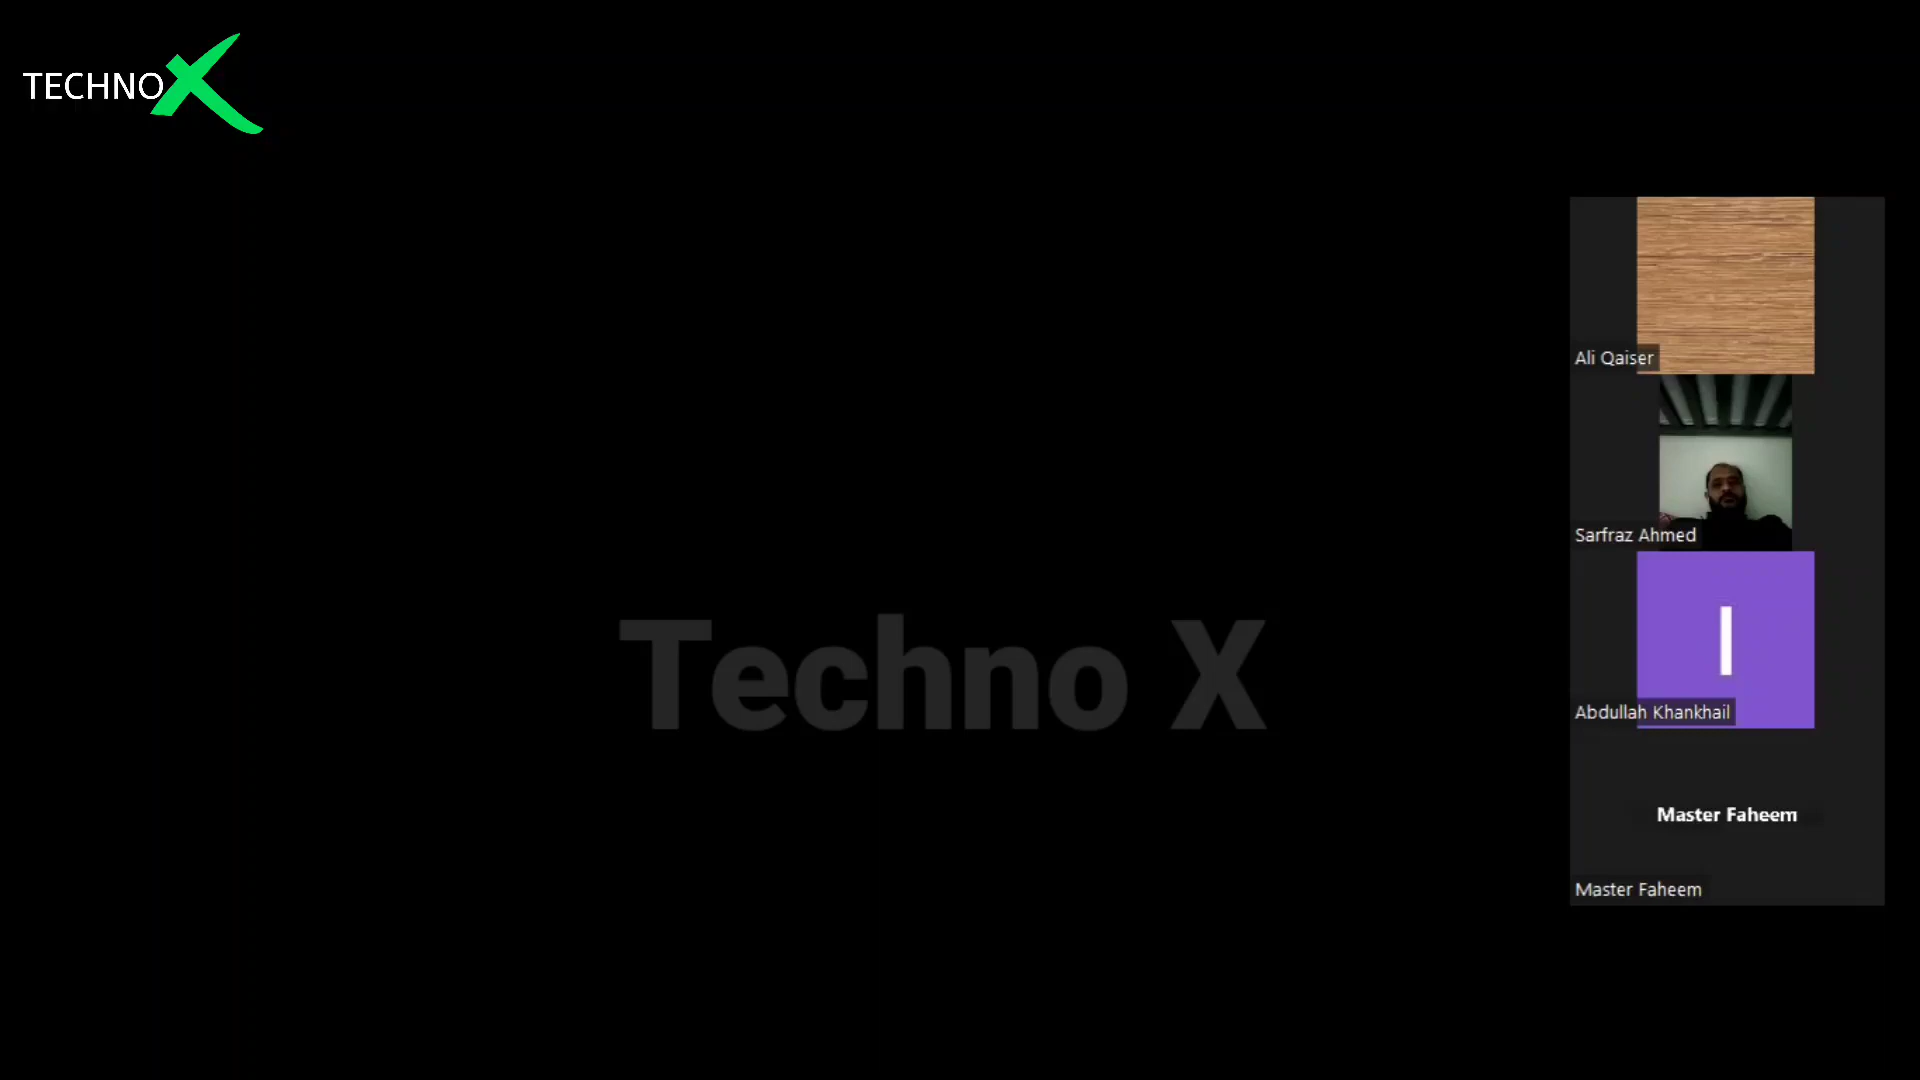 TECHNOX
Ali Qaiser
Sarfraz Ahmed
I
Abdullah Khankhail
Techno X
Master Faheem
Master Faheem